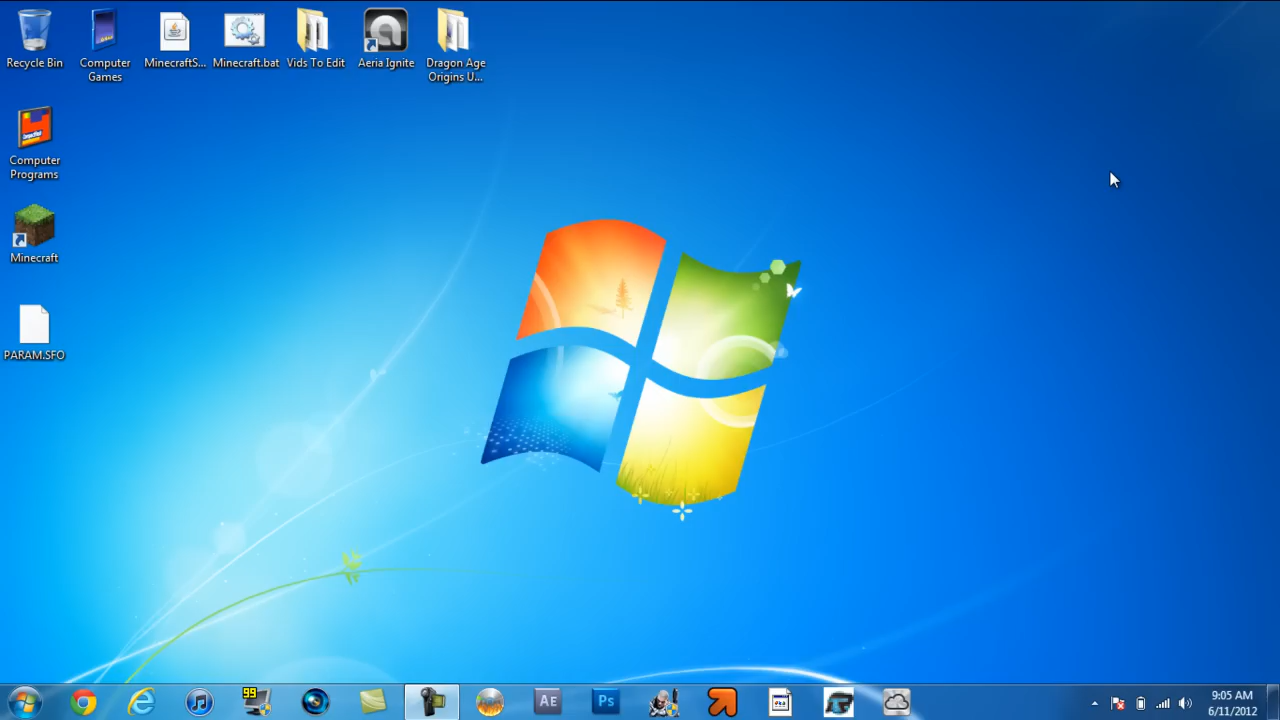 Recycle Bin
Computer
Games
MinecraftS...
Minecraft.bat
Vids To Edit
Aeria Ignite
Dragon Age
Origins U...
Computer
Programs
Minecraft
PARAM.SFO
99
AE
Ps
9:05 AM
6/11/2012